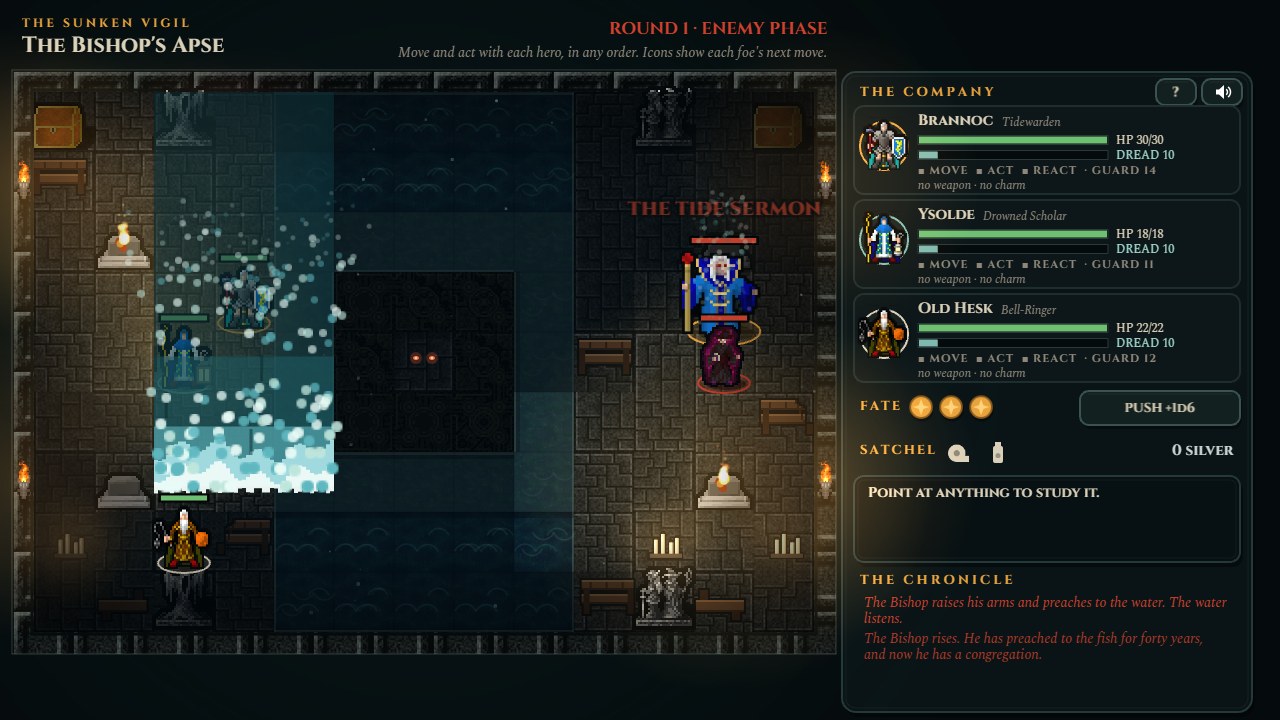 THE SUNKEN VIGIL
THE BISHOP'S APSE
ROUND 1 · ENEMY PHASE
Move and act with each hero, in any order. Icons show each foe's next move.
THE TIDE SERMON
THE COMPANY
?
BRANNOC Tidewarden
HP 30/30
DREAD 10
MOVE ACT REACT · GUARD 14
no weapon · no charm
YSOLDE Drowned Scholar
HP 18/18
DREAD 10
MOVE ACT REACT · GUARD 11
no weapon · no charm
OLD HESK Bell-Ringer
HP 22/22
DREAD 10
MOVE ACT REACT · GUARD 12
no weapon · no charm
FATE
PUSH +1D6
SATCHEL
0 SILVER
POINT AT ANYTHING TO STUDY IT.
THE CHRONICLE
The Bishop raises his arms and preaches to the water. The water
listens.
The Bishop rises. He has preached to the fish for forty years,
and now he has a congregation.